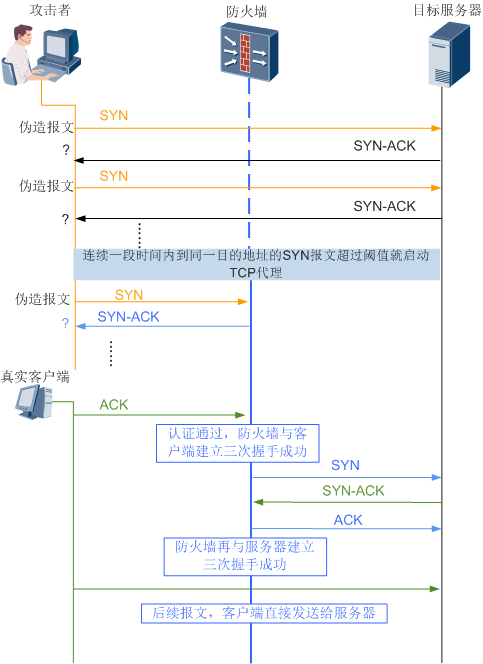 攻击者
防火墙
目标服务器
SYN
伪造报文
SYN-ACK
?
SYN
伪造报文
SYN-ACK
?
连续一段时间内到同一目的地址的SYN报文超过阈值就启动
TCP代理
SYN
伪造报文
SYN-ACK
?
真实客户端
ACK
认证通过，防火墙与客
户端建立三次握手成功
SYN
SYN-ACK
ACK
防火墙再与服务器建立
三次握手成功
后续报文，客户端直接发送给服务器